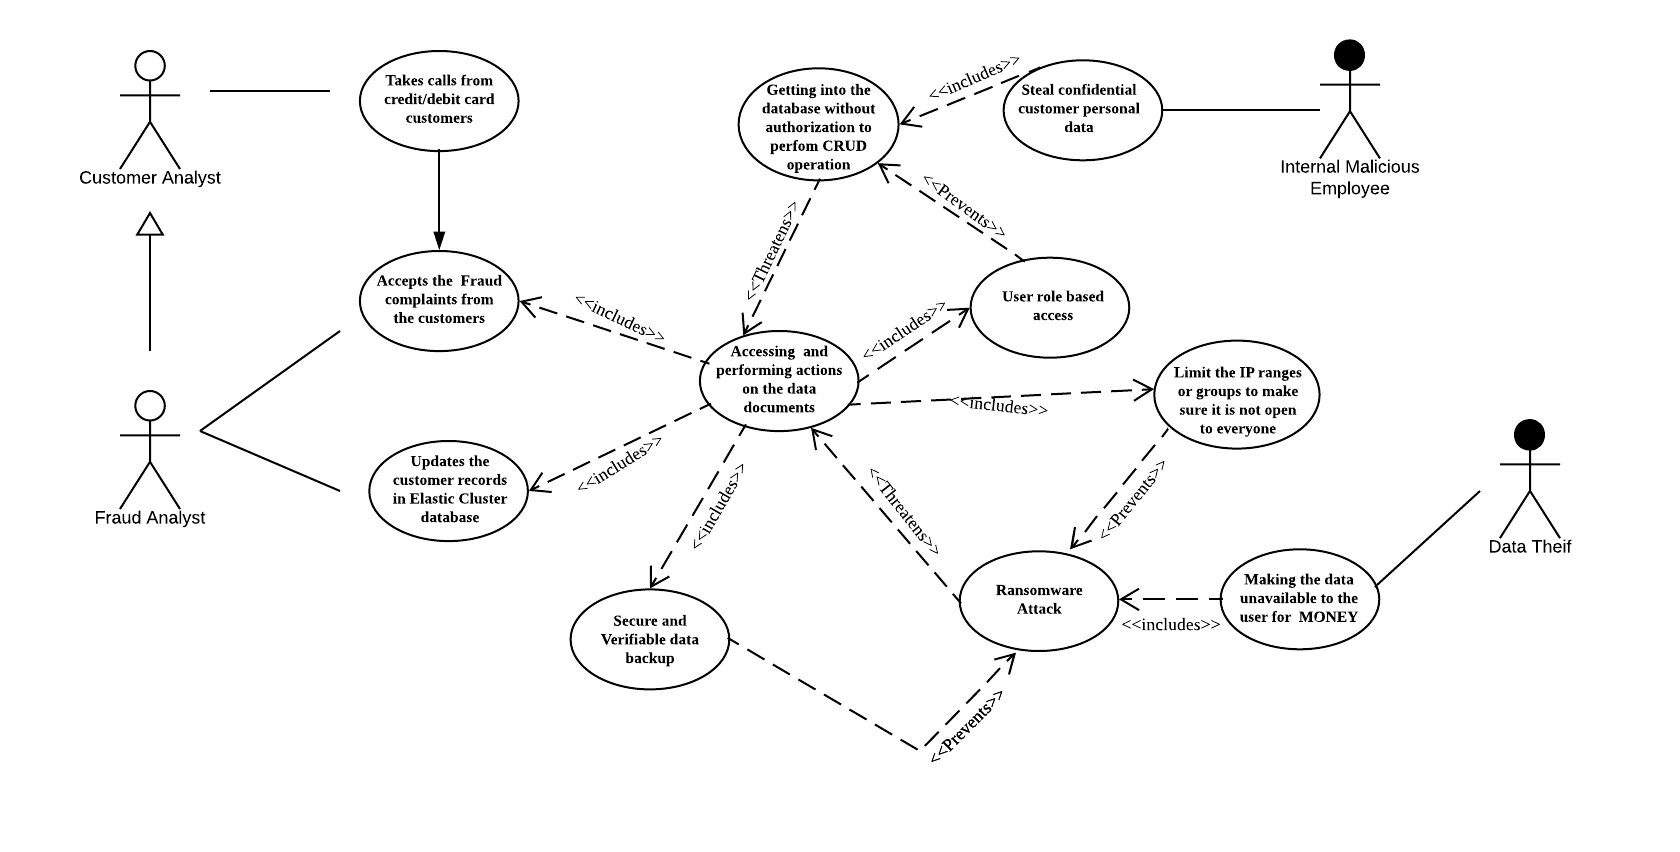 Customer Analyst
Takes calls from
credit/debit card
customers
Getting into the
database without
authorization to
perfom CRUD
operation
<<includes>>
Steal confidential
customer personal
data
Internal Malicious
Employee
<<Threatens>>
<<Prevents>>
Accepts the Fraud
complaints from
the customers
<<includes>>
<<includes>>
User role based
access
Accessing and
performing actions
on the data
documents
<<includes>>
Limit the IP ranges
or groups to make
sure it is not open
to everyone
Fraud Analyst
Updates the
customer records
in Elastic Cluster
database
<<includes>>
<<includes>>
<<Threatens>>
<<Prevents>>
Data Theif
Secure and
Verifiable data
backup
Ransomware
Attack
<<includes>>
Making the data
unavailable to the
user for MONEY
<<Prevents>>